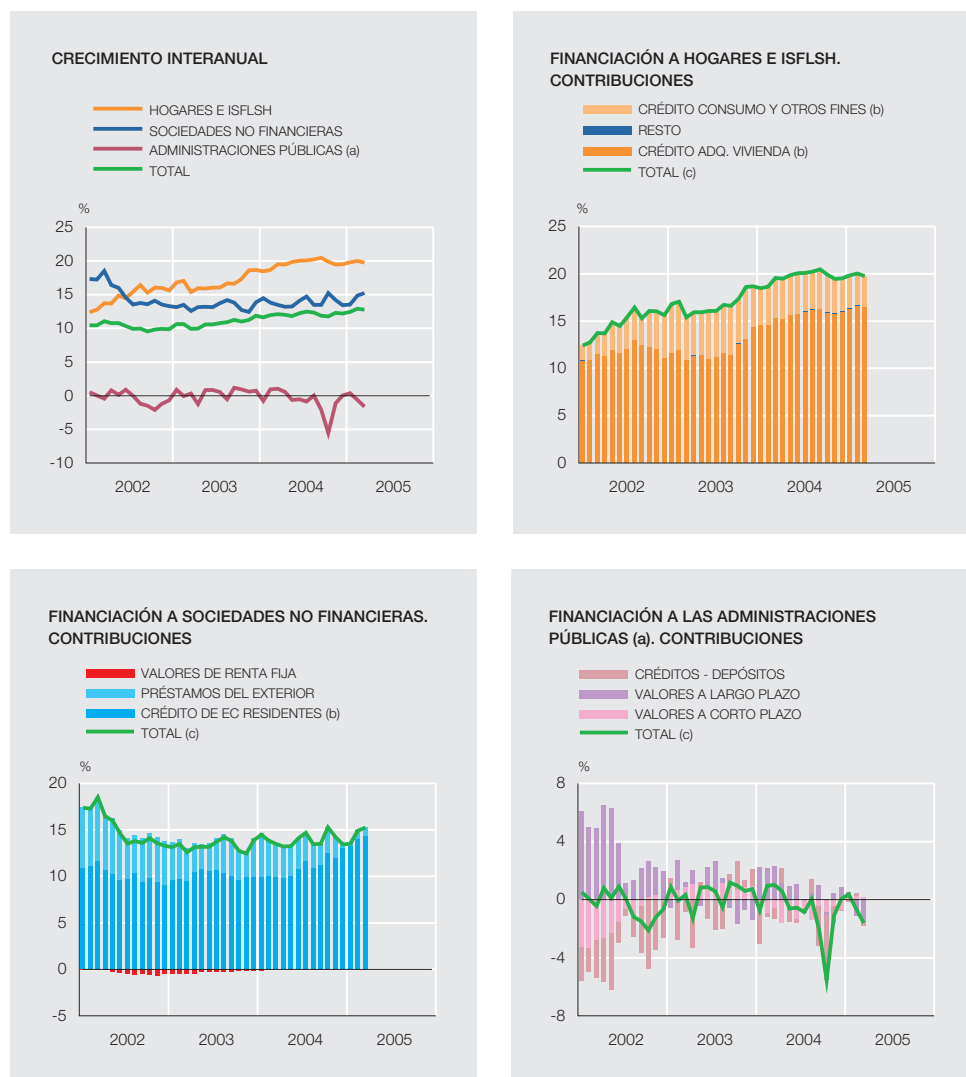 CRECIMIENTO INTERANUAL
HOGARES E ISFLSH
SOCIEDADES NO FINANCIERAS
ADMINISTRACIONES PÚBLICAS (a)
TOTAL
%
25
20
15
10
5
0
-5
-10
2002 2003 2004 2005
FINANCIACIÓN A HOGARES E ISFLSH.
CONTRIBUCIONES
CRÉDITO CONSUMO Y OTROS FINES (b)
RESTO
CRÉDITO ADQ. VIVIENDA (b)
TOTAL (c)
%
25
20
15
10
5
0
2002 2003 2004 2005
FINANCIACIÓN A SOCIEDADES NO FINANCIERAS.
CONTRIBUCIONES
VALORES DE RENTA FIJA
PRÉSTAMOS DEL EXTERIOR
CRÉDITO DE EC RESIDENTES (b)
TOTAL (c)
%
20
15
10
5
0
-5
2002 2003 2004 2005
FINANCIACIÓN A LAS ADMINISTRACIONES
PÚBLICAS (a). CONTRIBUCIONES
CRÉDITOS - DEPÓSITOS
VALORES A LARGO PLAZO
VALORES A CORTO PLAZO
TOTAL (c)
%
8
4
0
-4
-8
2002 2003 2004 2005